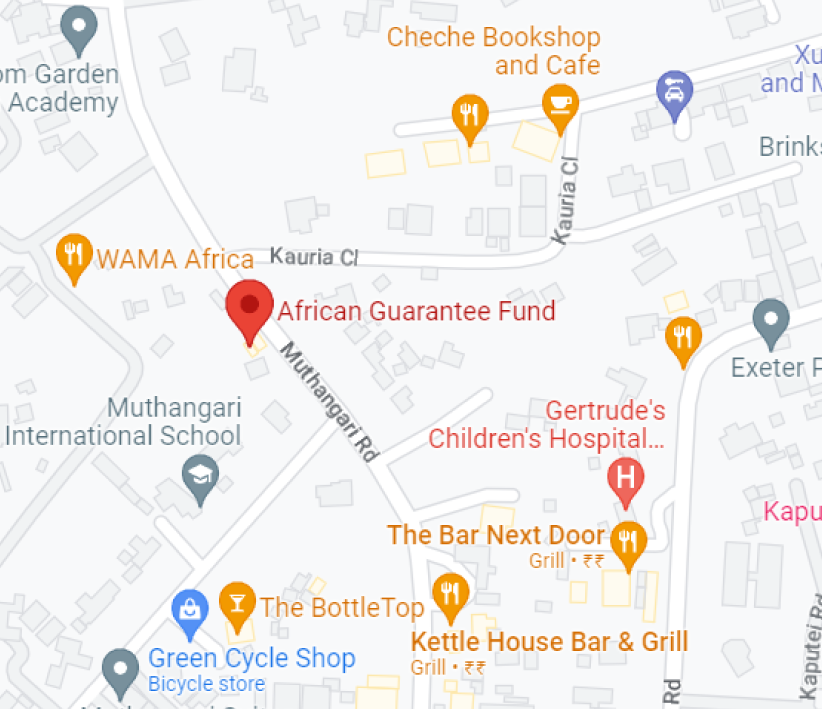 Cheche Bookshop
and Cafe
om Garden
Academy
Xu
and M
Brinks
Kauria Cl
WAMA Africa
Kauria Cl
African Guarantee Fund
Muthangari Rd
Exeter P
Muthangari
International School
Gertrude's
Children's Hospital...
Kapu
The Bar Next Door
Grill • ₹₹
The BottleTop
Kettle House Bar & Grill
Grill • ₹₹
Green Cycle Shop
Bicycle store
Kaputei Rd
Rd
H